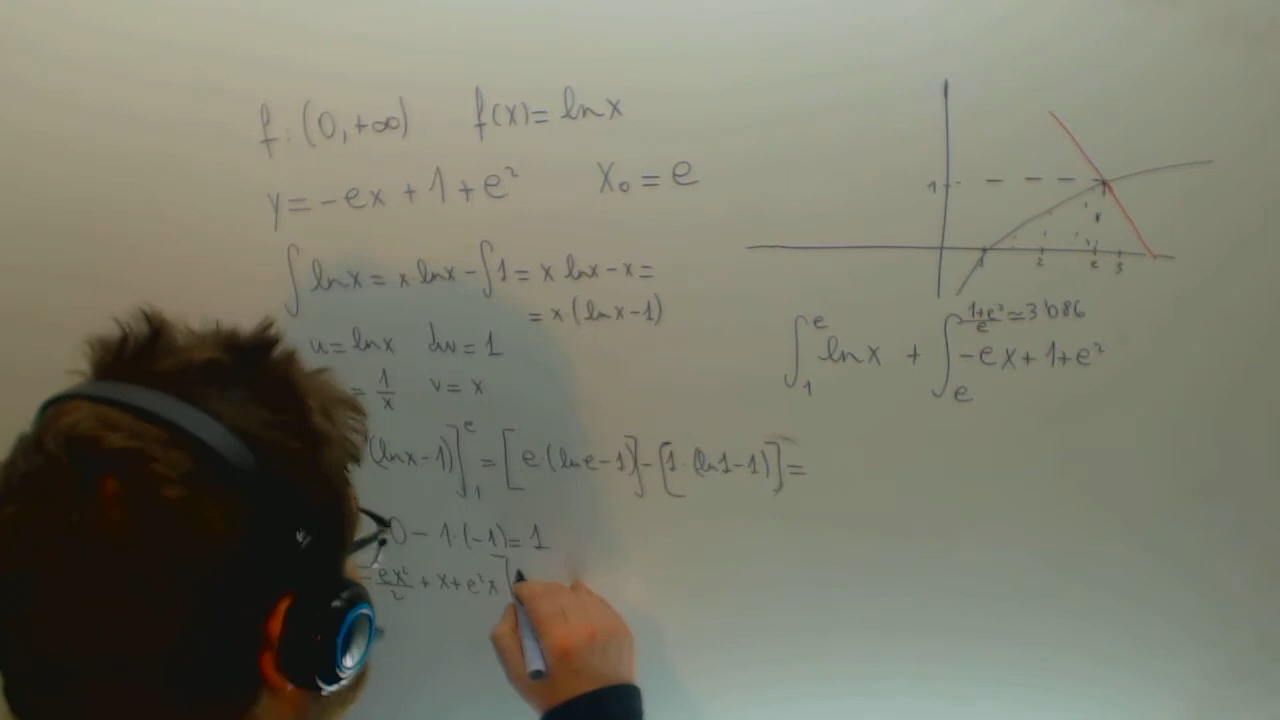 f: (0,+∞) f(x)= ln x
y= -ex + 1 + e² X₀ = e
∫ ln x = x ln x - ∫1 = x ln x - x =
= x (ln x - 1)
u= ln x dv = 1
= 1/x v= x
(ln x - 1)]₁ᵉ = [e·(ln e - 1)] - [1·(ln 1 - 1)] =
0 - 1·(-1) = 1
- ex²/2 + x + e²x]
1
1 2 e 3
∫₁ᵉ ln x + ∫ₑ^((1+e²)/e ≃ 3'086) -ex + 1 + e²